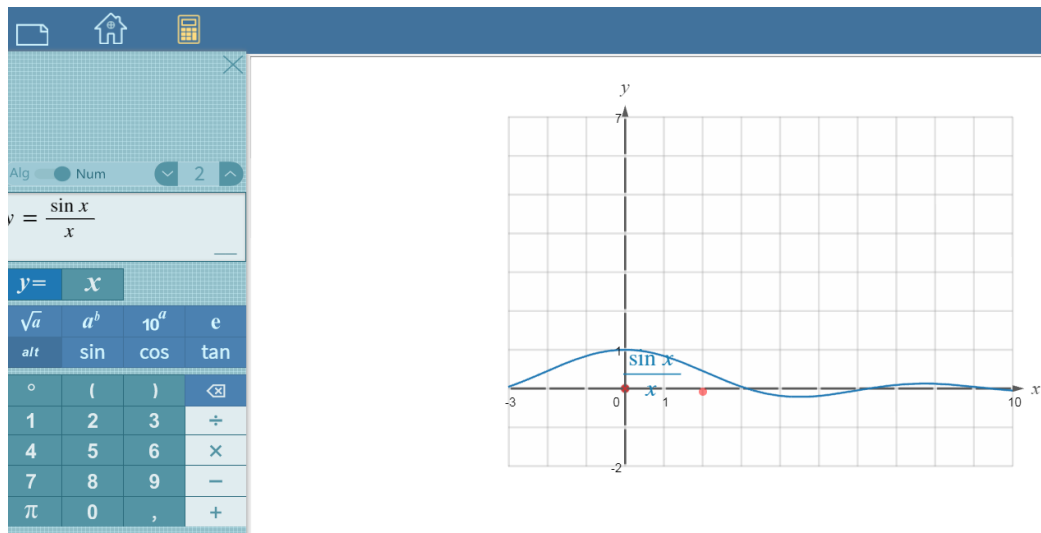 Alg Num 2
y = sin x / x
y= x
√a a^b 10^a e
alt sin cos tan
° ( ) ⌫
1 2 3 ÷
4 5 6 ×
7 8 9 −
π 0 , +
y
7
1
sin x
x
-3 0 1 10 x
-2